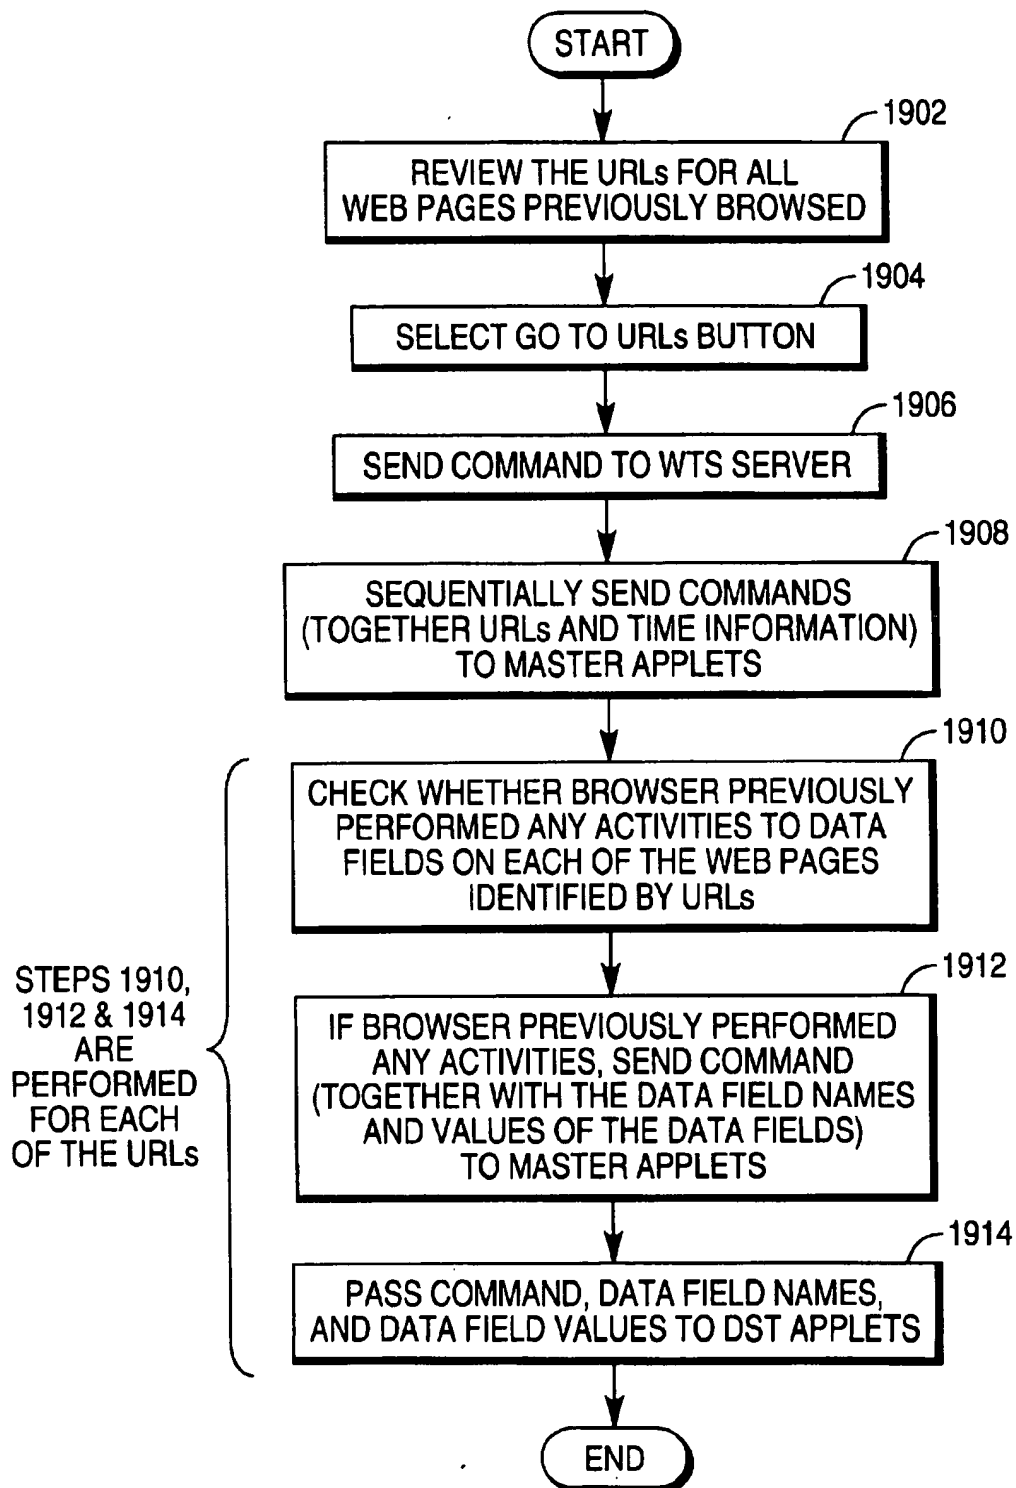 START
1902
REVIEW THE URLs FOR ALL
WEB PAGES PREVIOUSLY BROWSED
1904
SELECT GO TO URLs BUTTON
1906
SEND COMMAND TO WTS SERVER
1908
SEQUENTIALLY SEND COMMANDS
(TOGETHER URLs AND TIME INFORMATION)
TO MASTER APPLETS
1910
CHECK WHETHER BROWSER PREVIOUSLY
PERFORMED ANY ACTIVITIES TO DATA
FIELDS ON EACH OF THE WEB PAGES
IDENTIFIED BY URLs
STEPS 1910,
1912 & 1914
ARE
PERFORMED
FOR EACH
OF THE URLs
1912
IF BROWSER PREVIOUSLY PERFORMED
ANY ACTIVITIES, SEND COMMAND
(TOGETHER WITH THE DATA FIELD NAMES
AND VALUES OF THE DATA FIELDS)
TO MASTER APPLETS
1914
PASS COMMAND, DATA FIELD NAMES,
AND DATA FIELD VALUES TO DST APPLETS
END